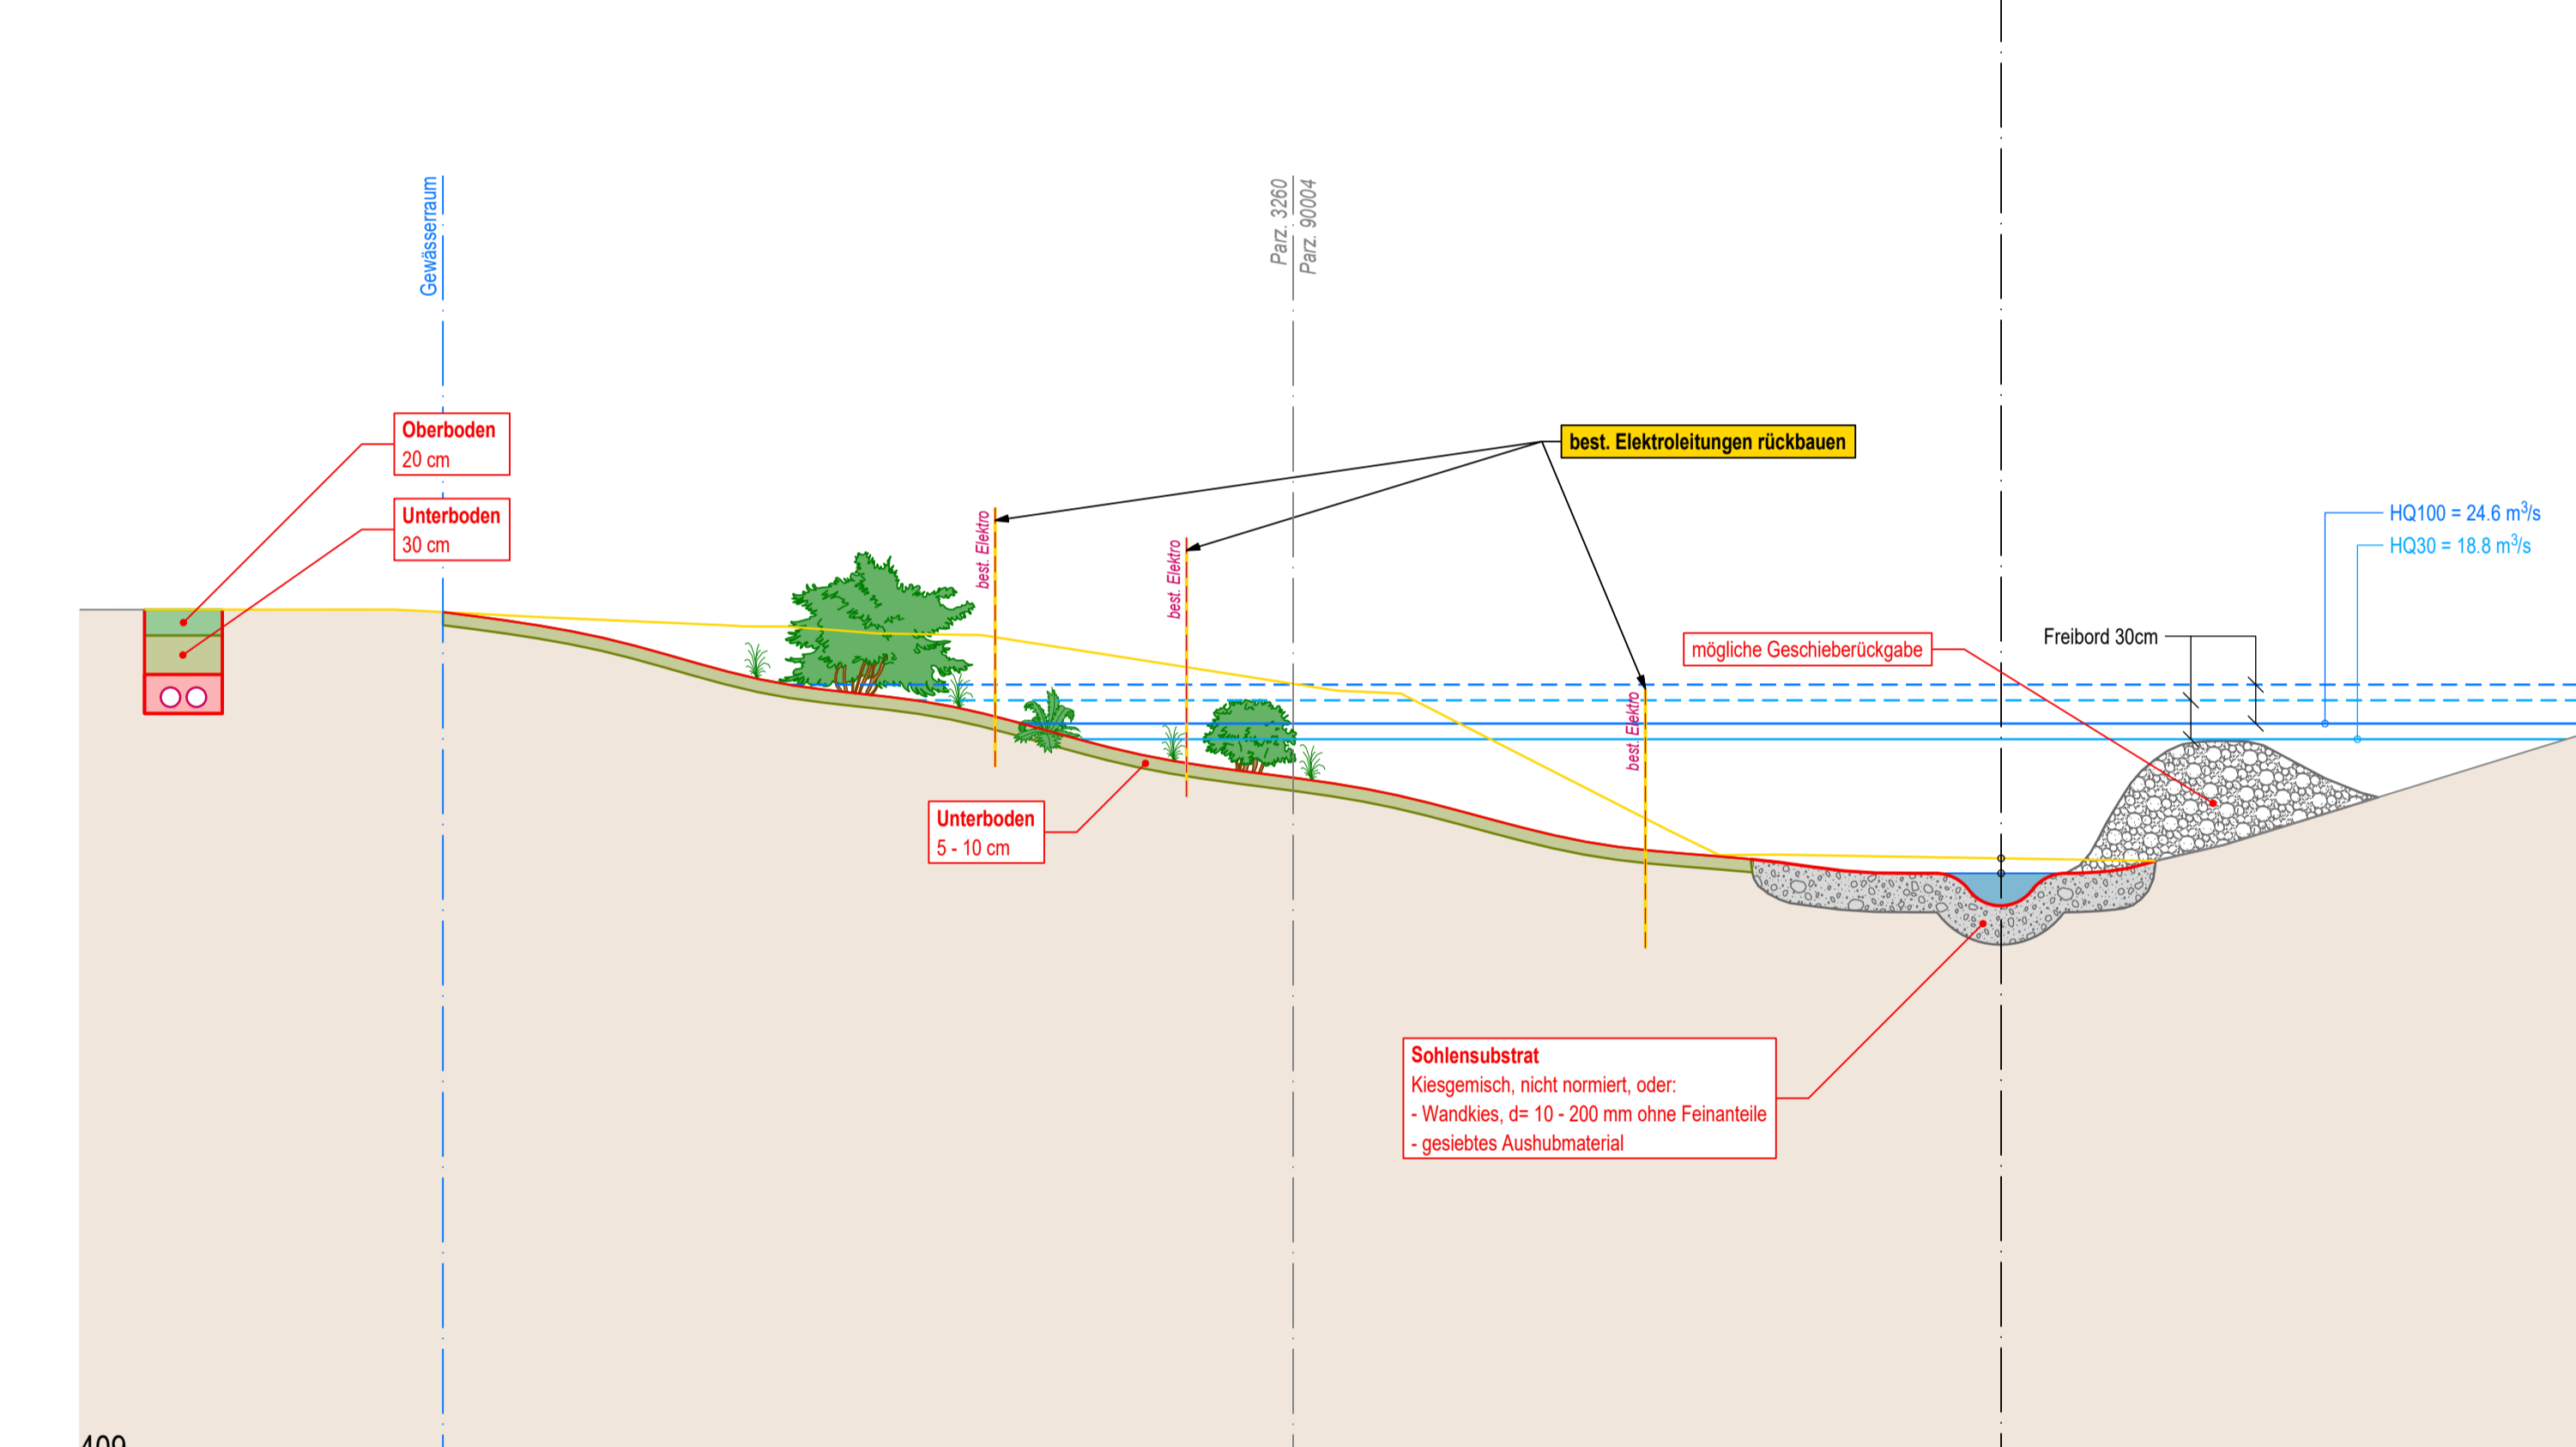 Gewässerraum
Parz. 3260
Parz. 90004
Oberboden
20 cm
Unterboden
30 cm
best. Elektroleitungen rückbauen
best. Elektro
best. Elektro
best. Elektro
HQ100 = 24.6 m³/s
HQ30 = 18.8 m³/s
Freibord 30cm
mögliche Geschieberückgabe
Unterboden
5 - 10 cm
Sohlensubstrat
Kiesgemisch, nicht normiert, oder:
- Wandkies, d= 10 - 200 mm ohne Feinanteile
- gesiebtes Aushubmaterial
409